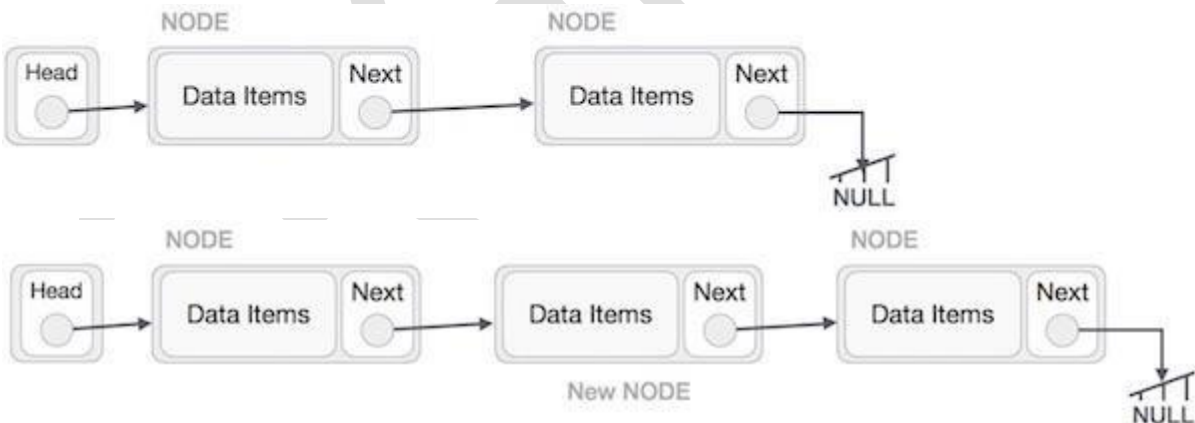 NODE NODE
Head Data Items Next Data Items Next
NULL
NODE NODE
Head Data Items Next Data Items Next Data Items Next
New NODE
NULL